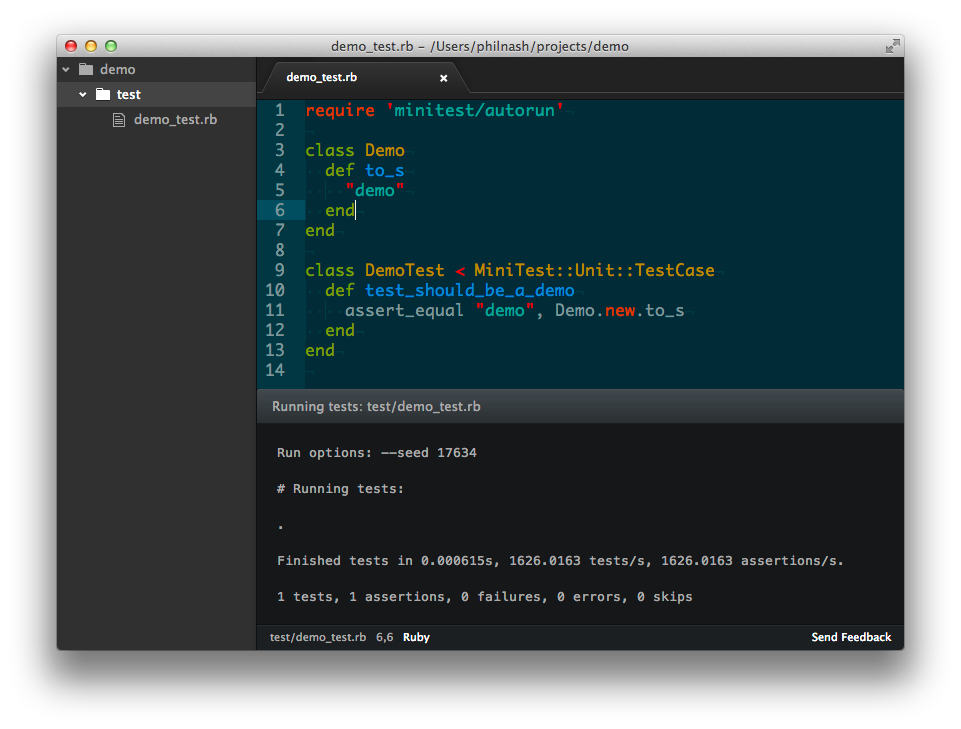 demo_test.rb – /Users/philnash/projects/demo
demo
test
demo_test.rb
demo_test.rb
1 require 'minitest/autorun'
2
3 class Demo
4 def to_s
5 "demo"
6 end
7 end
8
9 class DemoTest < MiniTest::Unit::TestCase
10 def test_should_be_a_demo
11 assert_equal "demo", Demo.new.to_s
12 end
13 end
14
Running tests: test/demo_test.rb
Run options: --seed 17634
# Running tests:
.
Finished tests in 0.000615s, 1626.0163 tests/s, 1626.0163 assertions/s.
1 tests, 1 assertions, 0 failures, 0 errors, 0 skips
test/demo_test.rb 6,6 Ruby Send Feedback